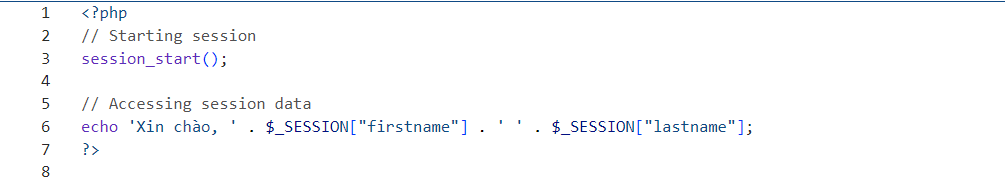 1 <?php
2 // Starting session
3 session_start();
4
5 // Accessing session data
6 echo 'Xin chào, ' . $_SESSION["firstname"] . ' ' . $_SESSION["lastname"];
7 ?>
8